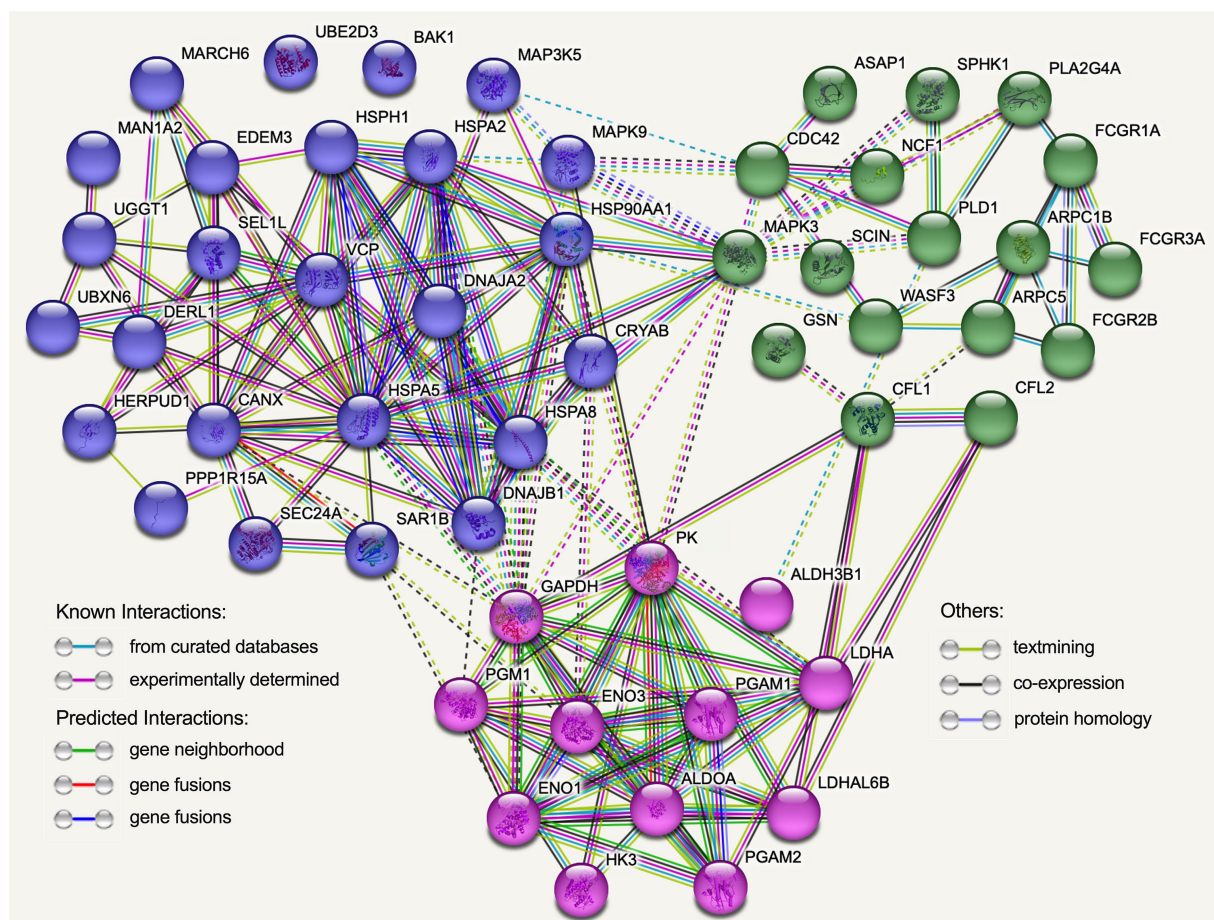 UBE2D3
BAK1
MARCH6
MAP3K5
ASAP1
SPHK1
PLA2G4A
MAN1A2
EDEM3
HSPH1
HSPA2
MAPK9
CDC42
NCF1
FCGR1A
UGGT1
SEL1L
VCP
HSP90AA1
MAPK3
SCIN
PLD1
ARPC1B
FCGR3A
UBXN6
DERL1
DNAJA2
CRYAB
GSN
WASF3
ARPC5
FCGR2B
HERPUD1
CANX
HSPA5
HSPA8
CFL1
CFL2
PPP1R15A
SEC24A
SAR1B
DNAJB1
PK
GAPDH
ALDH3B1
LDHA
PGM1
ENO3
PGAM1
ENO1
ALDOA
LDHAL6B
HK3
PGAM2
Known Interactions:
from curated databases
experimentally determined
Predicted Interactions:
gene neighborhood
gene fusions
gene fusions
Others:
textmining
co-expression
protein homology